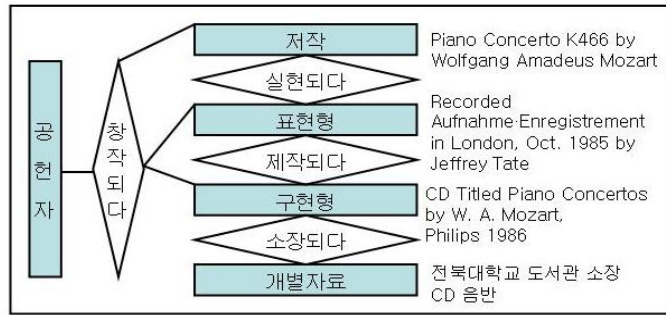 공헌자
창작되다
저작
실현되다
표현형
제작되다
구현형
소장되다
개별자료
Piano Concerto K466 by
Wolfgang Amadeus Mozart
Recorded
Aufnahme·Enregistrement
in London, Oct. 1985 by
Jeffrey Tate
CD Titled Piano Concertos
by W. A. Mozart,
Philips 1986
전북대학교 도서관 소장
CD 음반